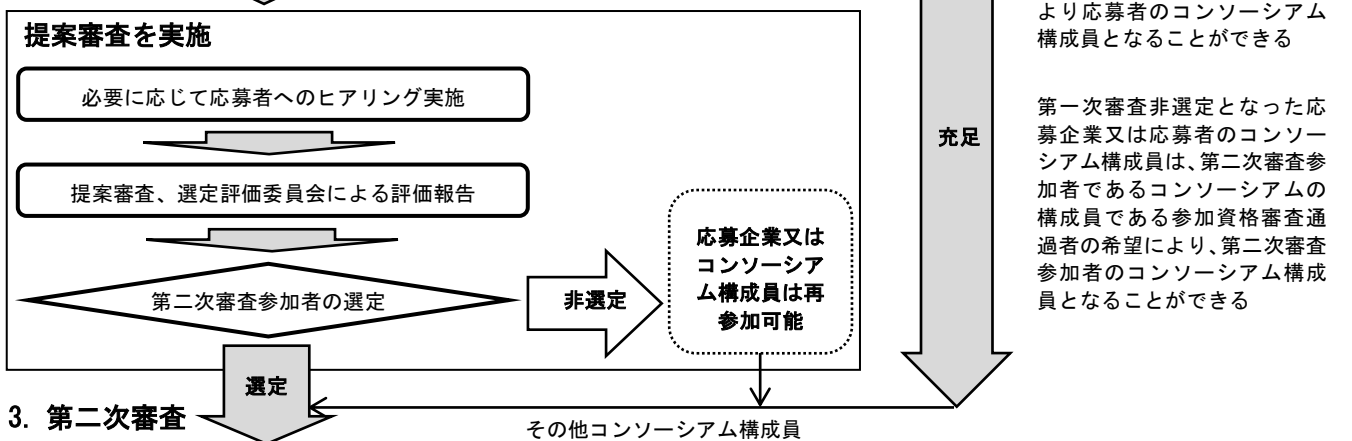 より応募者のコンソーシアム
構成員となることができる
提案審査を実施
必要に応じて応募者へのヒアリング実施
提案審査、選定評価委員会による評価報告
第二次審査参加者の選定
非選定
応募企業又は
コンソーシア
ム構成員は再
参加可能
充足
第一次審査非選定となった応
募企業又は応募者のコンソー
シアム構成員は、第二次審査参
加者であるコンソーシアムの
構成員である参加資格審査通
過者の希望により、第二次審査
参加者のコンソーシアム構成
員となることができる
選定
3. 第二次審査
その他コンソーシアム構成員